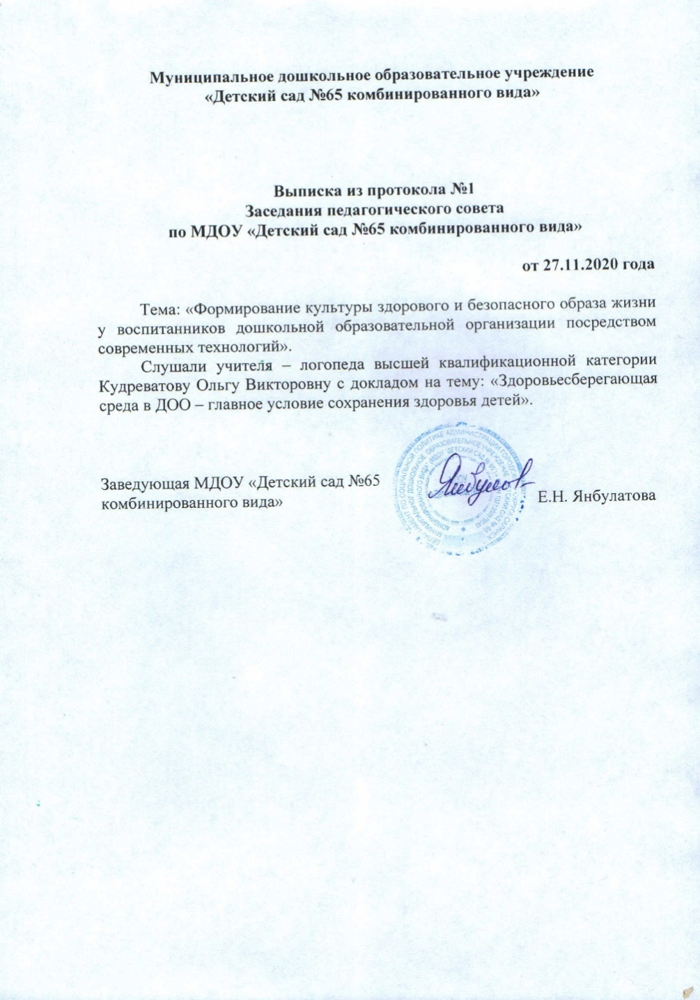 Муниципальное дошкольное образовательное учреждение
«Детский сад №65 комбинированного вида»
Выписка из протокола №1
Заседания педагогического совета
по МДОУ «Детский сад №65 комбинированного вида»
от 27.11.2020 года
Тема: «Формирование культуры здорового и безопасного образа жизни
у воспитанников дошкольной образовательной организации посредством
современных технологий».
Слушали учителя – логопеда высшей квалификационной категории
Кудреватову Ольгу Викторовну с докладом на тему: «Здоровьесберегающая
среда в ДОО – главное условие сохранения здоровья детей».
Заведующая МДОУ «Детский сад №65
комбинированного вида»
Е.Н. Янбулатова